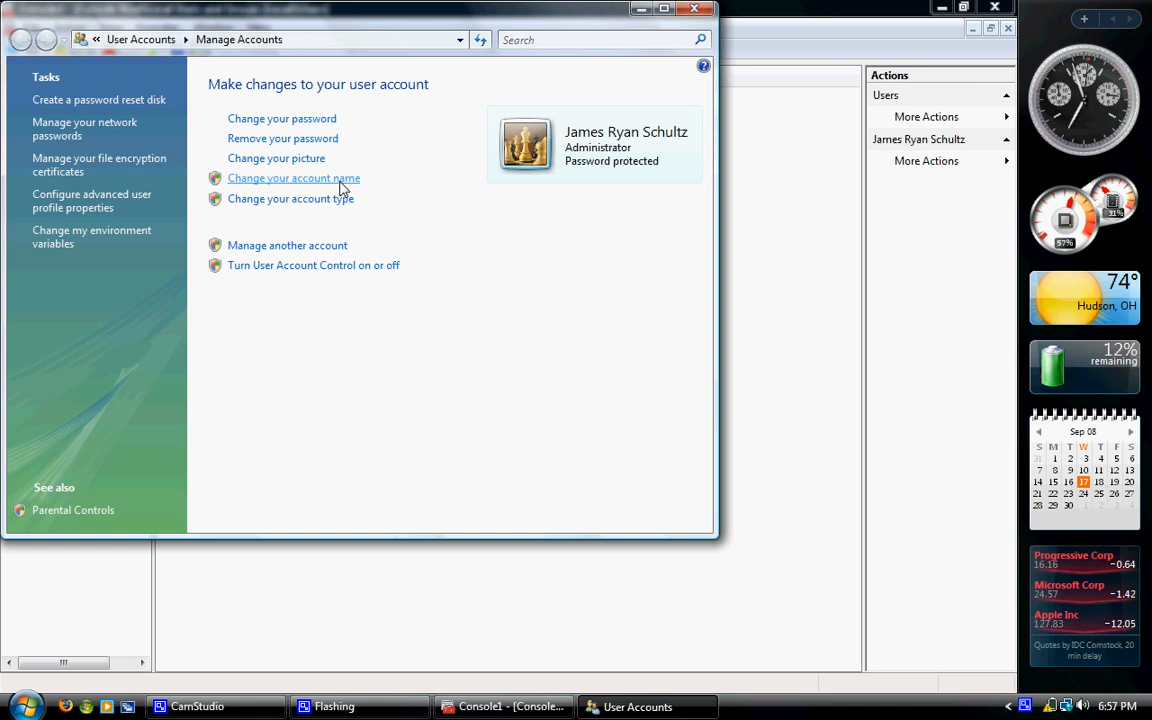 « User Accounts ▸ Manage Accounts
Search
Tasks
Create a password reset disk
Manage your network
passwords
Manage your file encryption
certificates
Configure advanced user
profile properties
Change my environment
variables
See also
Parental Controls
Make changes to your user account
Change your password
Remove your password
Change your picture
Change your account name
Change your account type
Manage another account
Turn User Account Control on or off
James Ryan Schultz
Administrator
Password protected
Actions
Users
More Actions
James Ryan Schultz
More Actions
31%
57%
74°
Hudson, OH
12%
remaining
Sep 08
S M T W T F S
31 1 2 3 4 5 6
7 8 9 10 11 12 13
14 15 16 17 18 19 20
21 22 23 24 25 26 27
28 29 30 1 2 3 4
Progressive Corp
16.16 -0.64
Microsoft Corp
24.57 -1.42
Apple Inc
127.83 -12.05
Quotes by IDC Comstock, 20
min delay
CamStudio
Flashing
Console1 - [Console...
User Accounts
6:57 PM